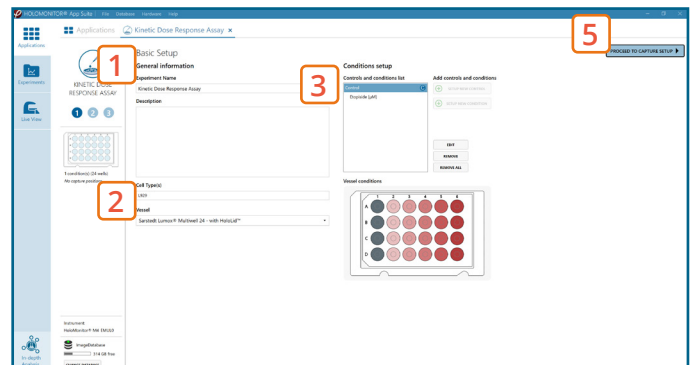 HOLOMONITOR® App Suite | File Database Hardware Help
Applications
Kinetic Dose Response Assay ×
Applications
Experiments
Live View
In-depth
Analysis
KINETIC DOSE
RESPONSE ASSAY
1 2 3
1 condition(s) (24 wells)
No capture positions
Instrument:
HoloMonitor® M4
ImageDatabase
314 GB free
1
Basic Setup
General information
Experiment Name
Kinetic Dose Response Assay
Description
2
Cell Type(s)
Vessel
Sarstedt Lumox® Multiwell 24 - with HoloLid™
3
Conditions setup
Controls and conditions list
Control
Etoposide [µM]
Add controls and conditions
EDIT
REMOVE
REMOVE ALL
Vessel conditions
1 2 3 4 5 6
A
B
C
D
5
PROCEED TO CAPTURE SETUP